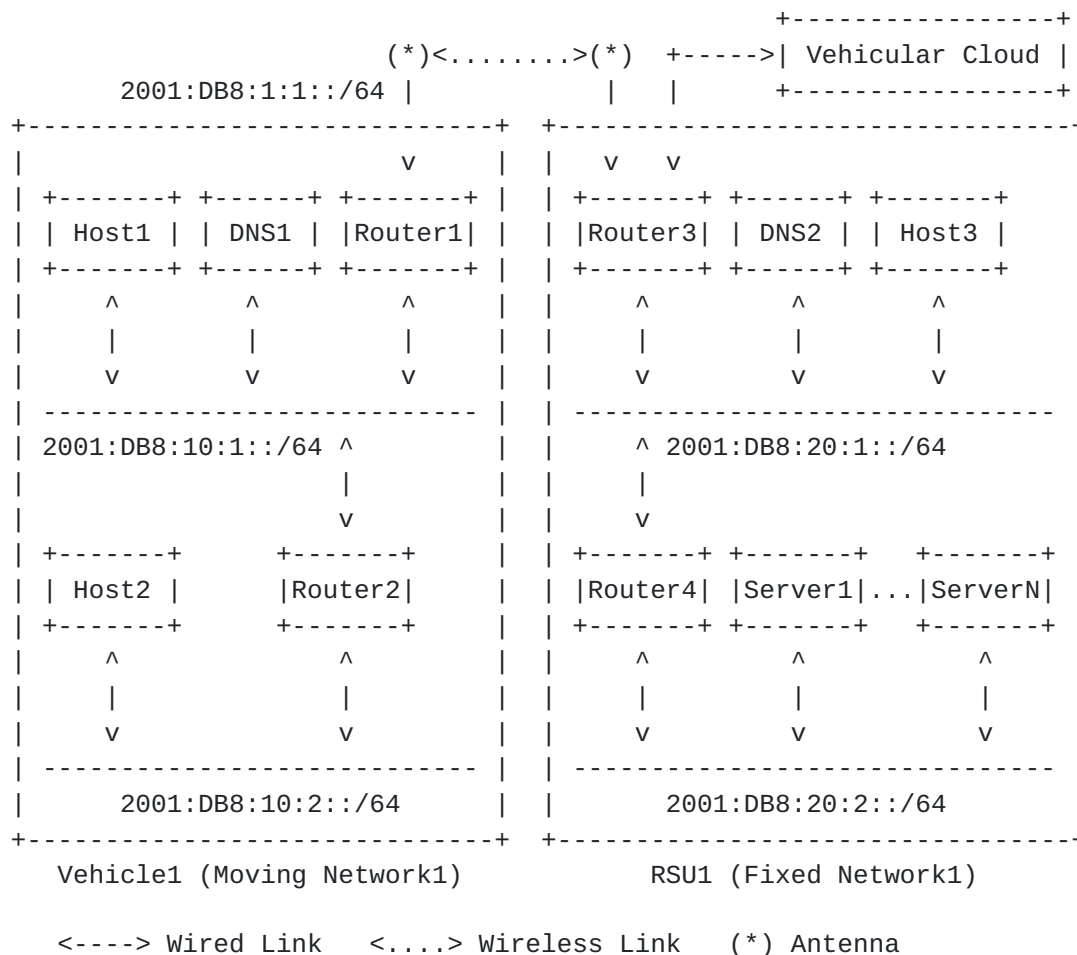 +-----------------+
                        (*)<........>(*)  +----->| Vehicular Cloud |
       2001:DB8:1:1::/64 |            |   |      +-----------------+
+------------------------------+  +---------------------------------+
|                        v     |  |   v   v
| +-------+ +------+ +-------+ |  | +-------+ +------+ +-------+
| | Host1 | | DNS1 | |Router1| |  | |Router3| | DNS2 | | Host3 |
| +-------+ +------+ +-------+ |  | +-------+ +------+ +-------+
|     ^        ^         ^     |  |     ^         ^        ^
|     |        |         |     |  |     |         |        |
|     v        v         v     |  |     v         v        v
| ---------------------------- |  | -------------------------------
| 2001:DB8:10:1::/64 ^         |  |     ^ 2001:DB8:20:1::/64
|                    |         |  |     |
|                    v         |  |     v
| +-------+      +-------+     |  | +-------+ +-------+   +-------+
| | Host2 |      |Router2|     |  | |Router4| |Server1|...|ServerN|
| +-------+      +-------+     |  | +-------+ +-------+   +-------+
|     ^              ^         |  |     ^         ^           ^
|     |              |         |  |     |         |           |
|     v              v         |  |     v         v           v
| ---------------------------- |  | -------------------------------
|      2001:DB8:10:2::/64      |  |       2001:DB8:20:2::/64
+------------------------------+  +---------------------------------+
   Vehicle1 (Moving Network1)            RSU1 (Fixed Network1)

   <----> Wired Link   <....> Wireless Link   (*) Antenna